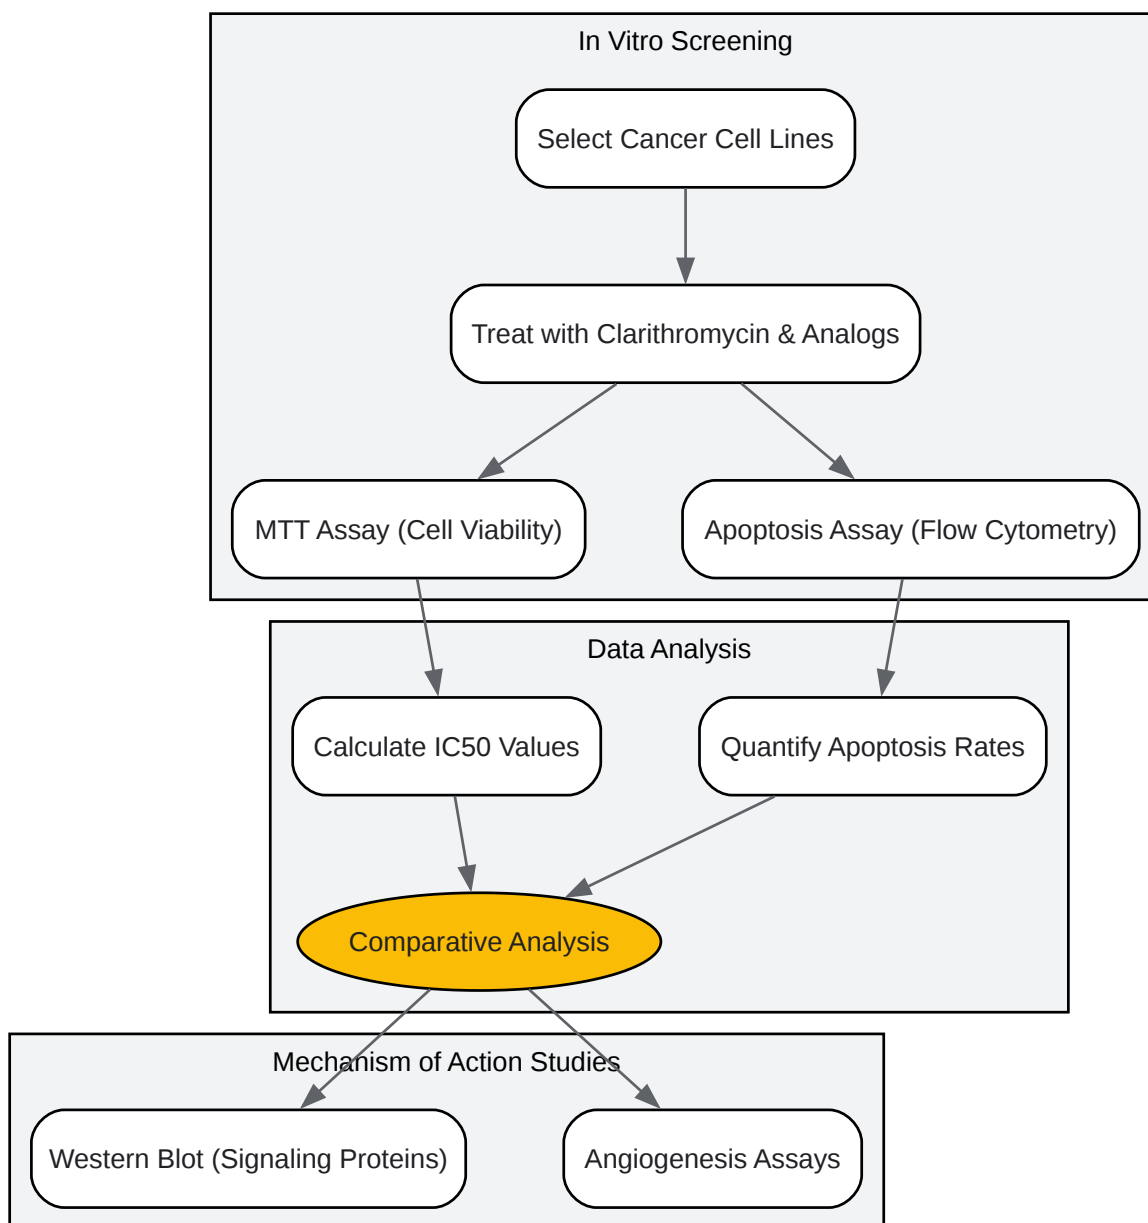 In Vitro Screening
Select Cancer Cell Lines
Treat with Clarithromycin & Analogs
MTT Assay (Cell Viability)
Apoptosis Assay (Flow Cytometry)
Data Analysis
Calculate IC50 Values
Quantify Apoptosis Rates
Comparative Analysis
Mechanism of Action Studies
Western Blot (Signaling Proteins)
Angiogenesis Assays